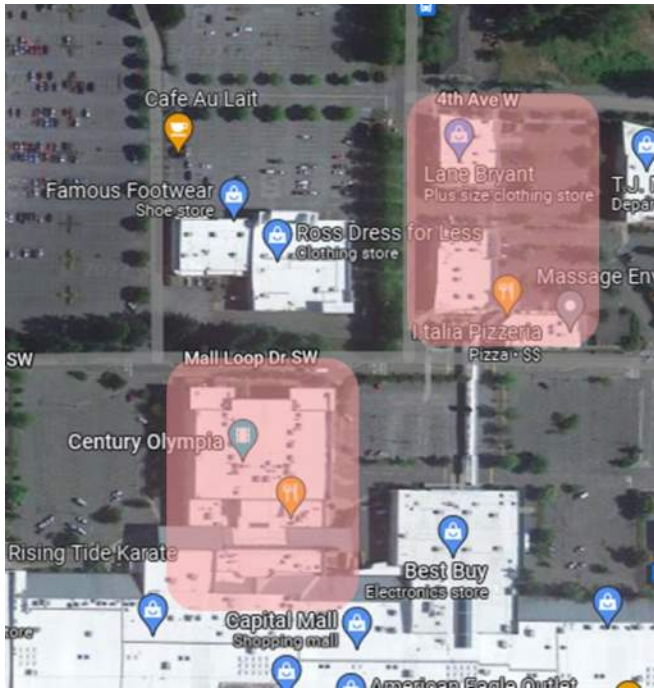 4th Ave W
Cafe Au Lait
Lane Bryant
Plus size clothing store
T.J.
Famous Footwear
Shoe store
Ross Dress for Less
Clothing store
Massage Env
Italia Pizzeria
Pizza • $$
SW
Mall Loop Dr SW
Century Olympia
Rising Tide Karate
Best Buy
Electronics store
Capital Mall
Shopping mall
American Eagle Outlet